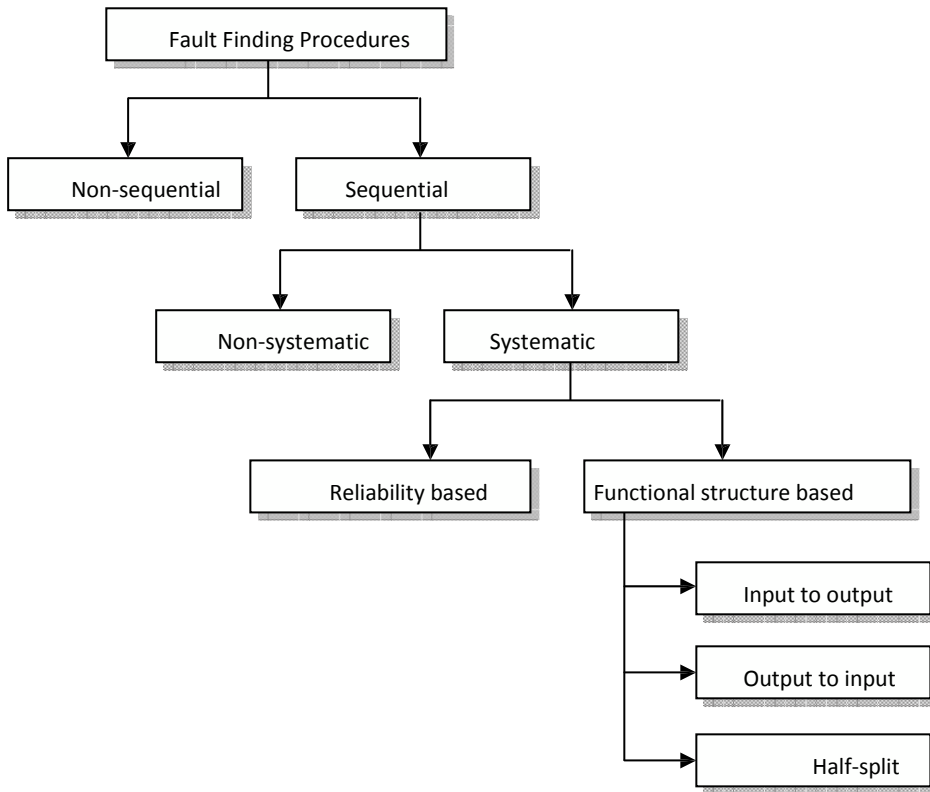 Fault Finding Procedures
Non-sequential
Sequential
Non-systematic
Systematic
Reliability based
Functional structure based
Input to output
Output to input
Half-split